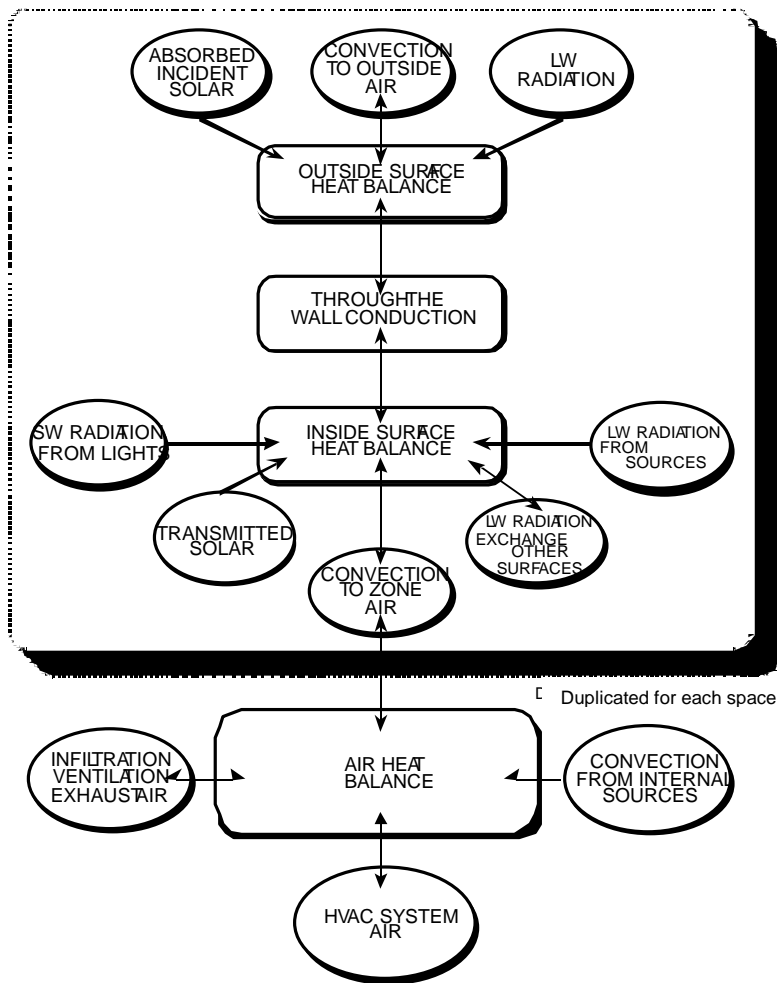 ABSORBED
INCIDENT
SOLAR
CONVECTION
TO OUTSIDE
AIR
LW
RADIATION
OUTSIDE SURFACE
HEAT BALANCE
THROUGH THE
WALL CONDUCTION
SW RADIATION
FROM LIGHTS
INSIDE SURFACE
HEAT BALANCE
LW RADIATION
FROM
SOURCES
TRANSMITTED
SOLAR
LW RADIATION
EXCHANGE
OTHER
SURFACES
CONVECTION
TO ZONE
AIR
Duplicated for each space
INFILTRATION
VENTILATION
EXHAUST AIR
AIR HEAT
BALANCE
CONVECTION
FROM INTERNAL
SOURCES
HVAC SYSTEM
AIR